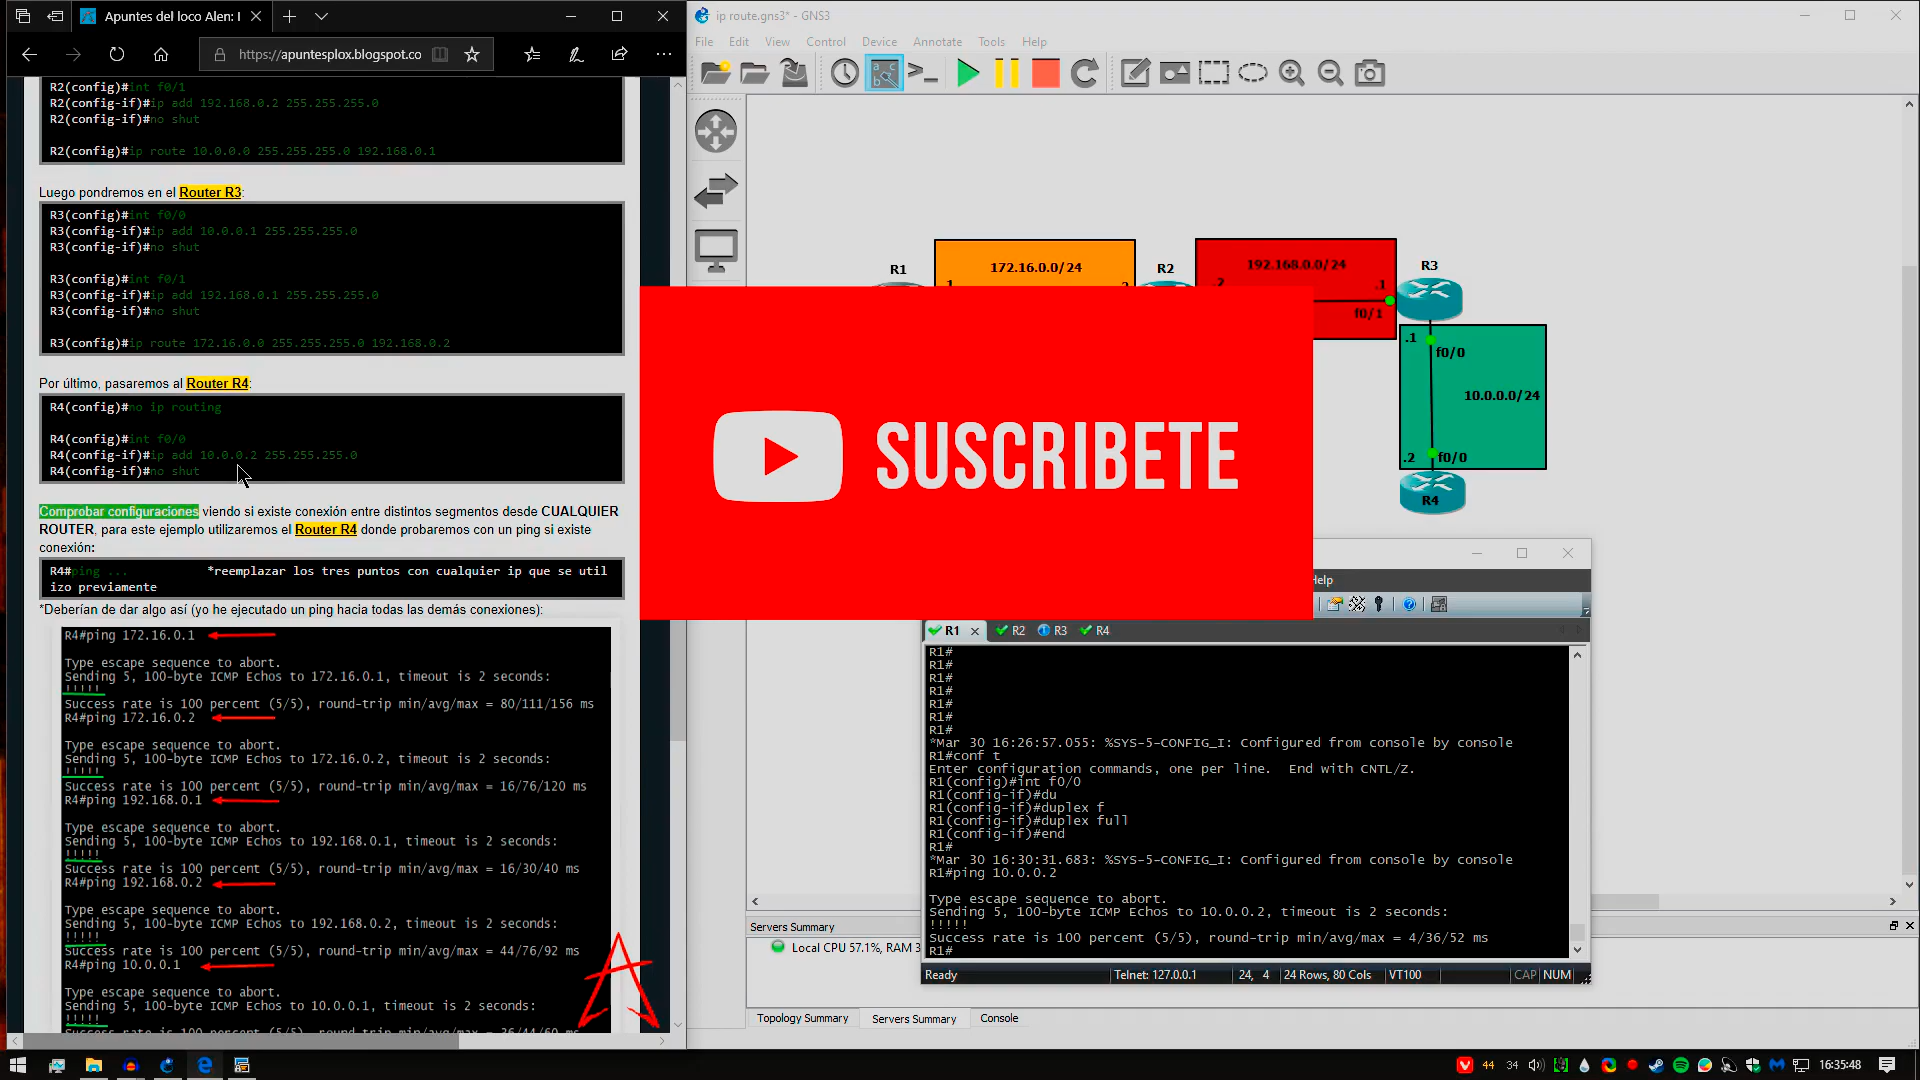 Apuntes del loco Alen: I
https://apuntesplox.blogspot.co
R2(config)#int f0/1
R2(config-if)#ip add 192.168.0.2 255.255.255.0
R2(config-if)#no shut
R2(config)#ip route 10.0.0.0 255.255.255.0 192.168.0.1
Luego pondremos en el Router R3:
R3(config)#int f0/0
R3(config-if)#ip add 10.0.0.1 255.255.255.0
R3(config-if)#no shut
R3(config)#int f0/1
R3(config-if)#ip add 192.168.0.1 255.255.255.0
R3(config-if)#no shut
R3(config)#ip route 172.16.0.0 255.255.255.0 192.168.0.2
Por último, pasaremos al Router R4:
R4(config)#no ip routing
R4(config)#int f0/0
R4(config-if)#ip add 10.0.0.2 255.255.255.0
R4(config-if)#no shut
Comprobar configuraciones viendo si existe conexión entre distintos segmentos desde CUALQUIER
ROUTER, para este ejemplo utilizaremos el Router R4 donde probaremos con un ping si existe
conexión:
R4#ping ... *reemplazar los tres puntos con cualquier ip que se util
izo previamente
*Deberían de dar algo así (yo he ejecutado un ping hacia todas las demás conexiones):
R4#ping 172.16.0.1
Type escape sequence to abort.
Sending 5, 100-byte ICMP Echos to 172.16.0.1, timeout is 2 seconds:
!!!!!
Success rate is 100 percent (5/5), round-trip min/avg/max = 80/111/156 ms
R4#ping 172.16.0.2
Type escape sequence to abort.
Sending 5, 100-byte ICMP Echos to 172.16.0.2, timeout is 2 seconds:
!!!!!
Success rate is 100 percent (5/5), round-trip min/avg/max = 16/76/120 ms
R4#ping 192.168.0.1
Type escape sequence to abort.
Sending 5, 100-byte ICMP Echos to 192.168.0.1, timeout is 2 seconds:
!!!!!
Success rate is 100 percent (5/5), round-trip min/avg/max = 16/30/40 ms
R4#ping 192.168.0.2
Type escape sequence to abort.
Sending 5, 100-byte ICMP Echos to 192.168.0.2, timeout is 2 seconds:
!!!!!
Success rate is 100 percent (5/5), round-trip min/avg/max = 44/76/92 ms
R4#ping 10.0.0.1
Type escape sequence to abort.
Sending 5, 100-byte ICMP Echos to 10.0.0.1, timeout is 2 seconds:
!!!!!
Success rate is 100 percent (5/5), round-trip min/avg/max = 36/44/60 ms
ip route.gns3* - GNS3
File Edit View Control Device Annotate Tools Help
R1
172.16.0.0/24
R2
192.168.0.0/24
R3
1
.2
.1
f0/1
.1
f0/0
10.0.0.0/24
.2
f0/0
R4
SUSCRIBETE
Help
R1
R2
R3
R4
R1#
R1#
R1#
R1#
R1#
R1#
R1#
*Mar 30 16:26:57.055: %SYS-5-CONFIG_I: Configured from console by console
R1#conf t
Enter configuration commands, one per line. End with CNTL/Z.
R1(config)#int f0/0
R1(config-if)#du
R1(config-if)#duplex f
R1(config-if)#duplex full
R1(config-if)#end
R1#
*Mar 30 16:30:31.683: %SYS-5-CONFIG_I: Configured from console by console
R1#ping 10.0.0.2
Type escape sequence to abort.
Sending 5, 100-byte ICMP Echos to 10.0.0.2, timeout is 2 seconds:
!!!!!
Success rate is 100 percent (5/5), round-trip min/avg/max = 4/36/52 ms
R1#
Ready Telnet: 127.0.0.1 24, 4 24 Rows, 80 Cols VT100 CAP NUM
Servers Summary
Local CPU 57.1%, RAM 3
Topology Summary Servers Summary Console
44 34 16:35:48